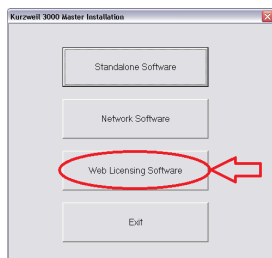 Kurzweil 3000 Master Installation
Standalone Software
Network Software
Web Licensing Software
Exit